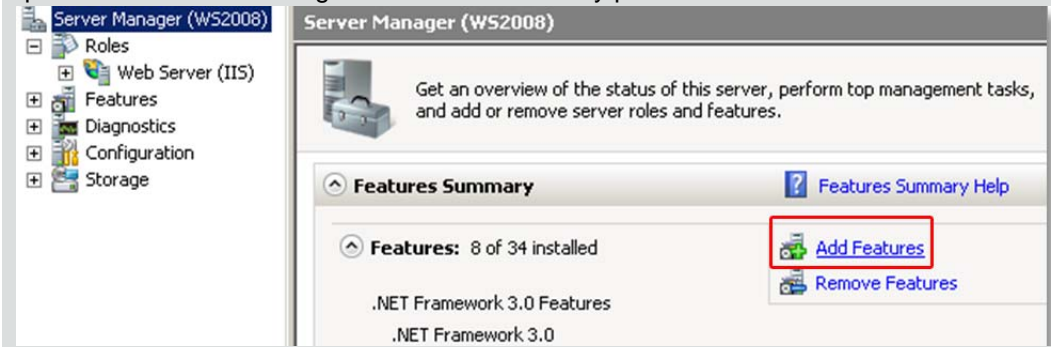 Server Manager (WS2008)
Roles
Web Server (IIS)
Features
Diagnostics
Configuration
Storage
Server Manager (WS2008)
Get an overview of the status of this server, perform top management tasks,
and add or remove server roles and features.
Features Summary
Features Summary Help
Features: 8 of 34 installed
Add Features
Remove Features
.NET Framework 3.0 Features
.NET Framework 3.0